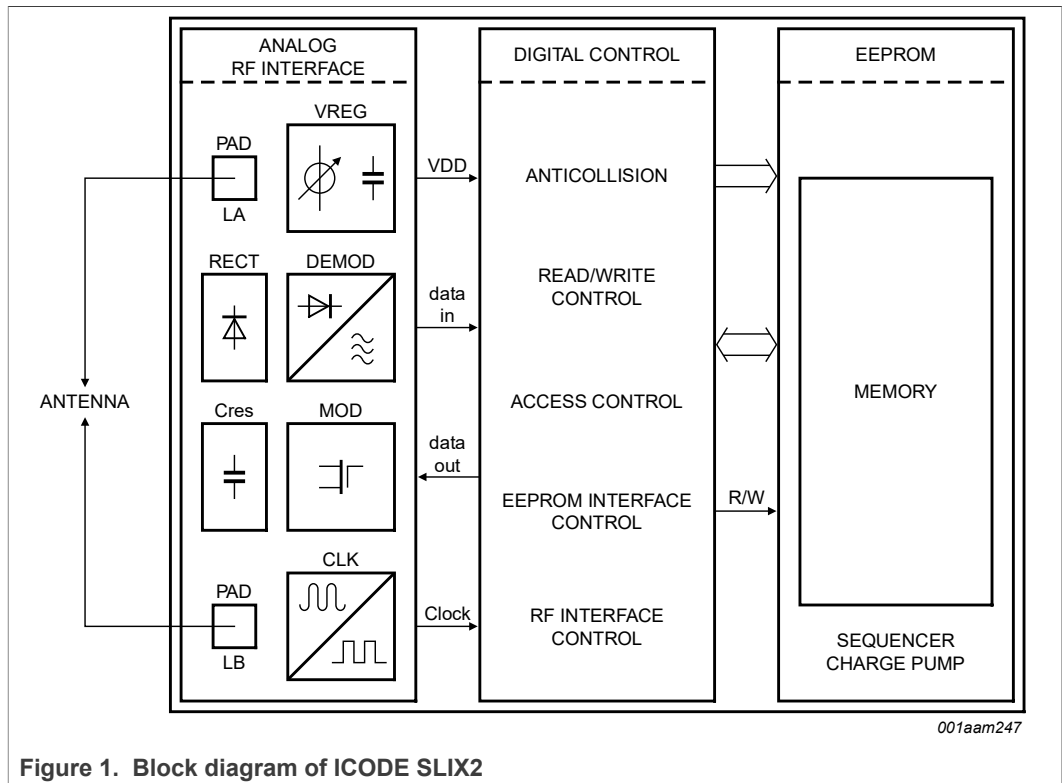 ANALOG
RF INTERFACE
VREG
PAD
LA
RECT
DEMOD
ANTENNA
Cres
MOD
CLK
PAD
LB
VDD
data
in
data
out
Clock
DIGITAL CONTROL
ANTICOLLISION
READ/WRITE
CONTROL
ACCESS CONTROL
EEPROM INTERFACE
CONTROL
RF INTERFACE
CONTROL
R/W
EEPROM
MEMORY
SEQUENCER
CHARGE PUMP
001aam247
Figure 1. Block diagram of ICODE SLIX2